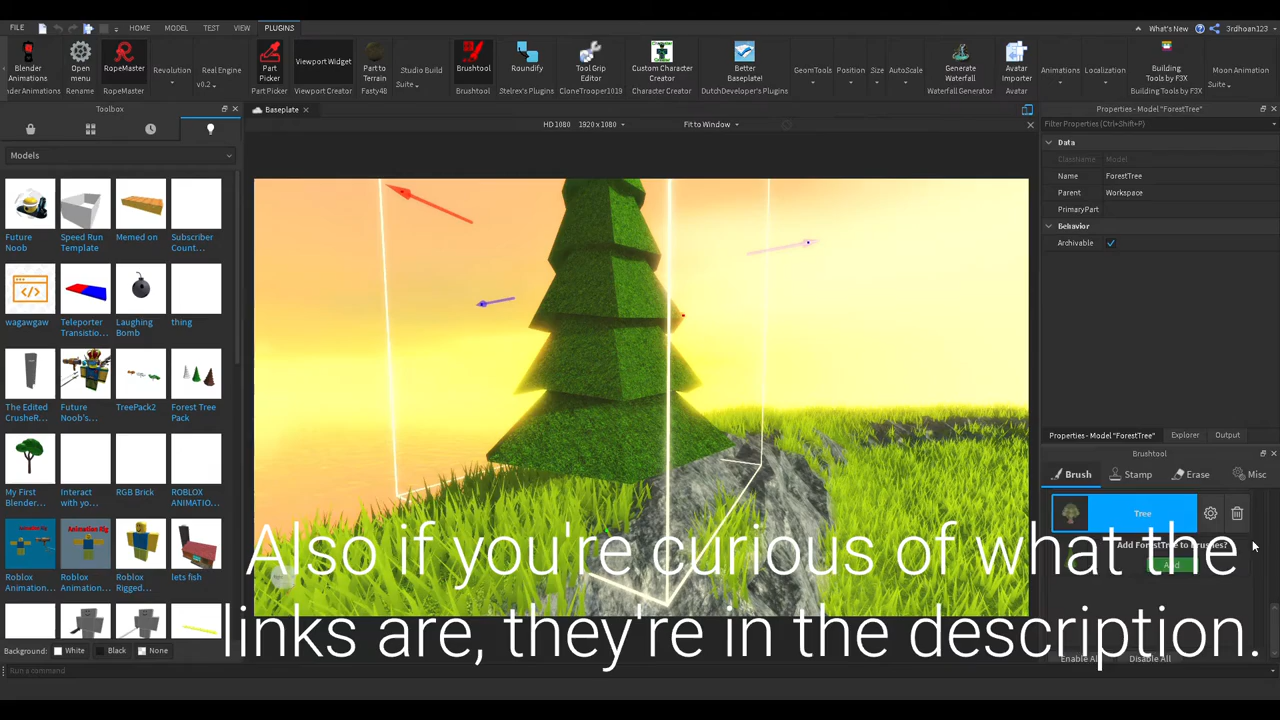 FILE
HOME
MODEL
TEST
VIEW
PLUGINS
What's New
3rdhoan123
Blender
Animations
Open
menu
RopeMaster
Revolution
Real Engine
Part
Picker
Viewport Widget
Part to
Terrain
Studio Build
Brushtool
Roundify
Tool Grip
Editor
Custom Character
Creator
Better
Baseplate!
GeomTools
Position
Size
AutoScale
Generate
Waterfall
Avatar
Importer
Animations
Localization
Building
Tools by F3X
Moon Animation
ender Animations
Rename
RopeMaster
v0.2
Part Picker
Viewport Creator
Fasty48
Suite
Brushtool
Stelrex's Plugins
CloneTrooper1019
Character Creator
DutchDeveloper's Plugins
Waterfall Generator
Avatar
Building Tools by F3X
Suite
Toolbox
Baseplate
Properties - Model "ForestTree"
HD 1080
1920 x 1080
Fit to Window
Filter Properties (Ctrl+Shift+P)
Models
Data
ClassName
Model
Name
ForestTree
Parent
Workspace
PrimaryPart
Behavior
Archivable
Future
Noob
Speed Run
Template
Memed on
Subscriber
Count...
wagawgaw
Teleporter
Transistio...
Laughing
Bomb
thing
The Edited
CrusheR...
Future
Noob's...
TreePack2
Forest Tree
Pack
My First
Blender...
Interact
with yo...
RGB Brick
ROBLOX
ANIMATIO...
Roblox
Animation...
Roblox
Animation...
Roblox
Rigged...
lets fish
Background:
White
Black
None
Run a command
Properties - Model "ForestTree"
Explorer
Output
Brushtool
Brush
Stamp
Erase
Misc
Tree
Add ForestTree to Brushes?
Add
Enable All
Disable All
Also if you're curious of what the
links are, they're in the description.